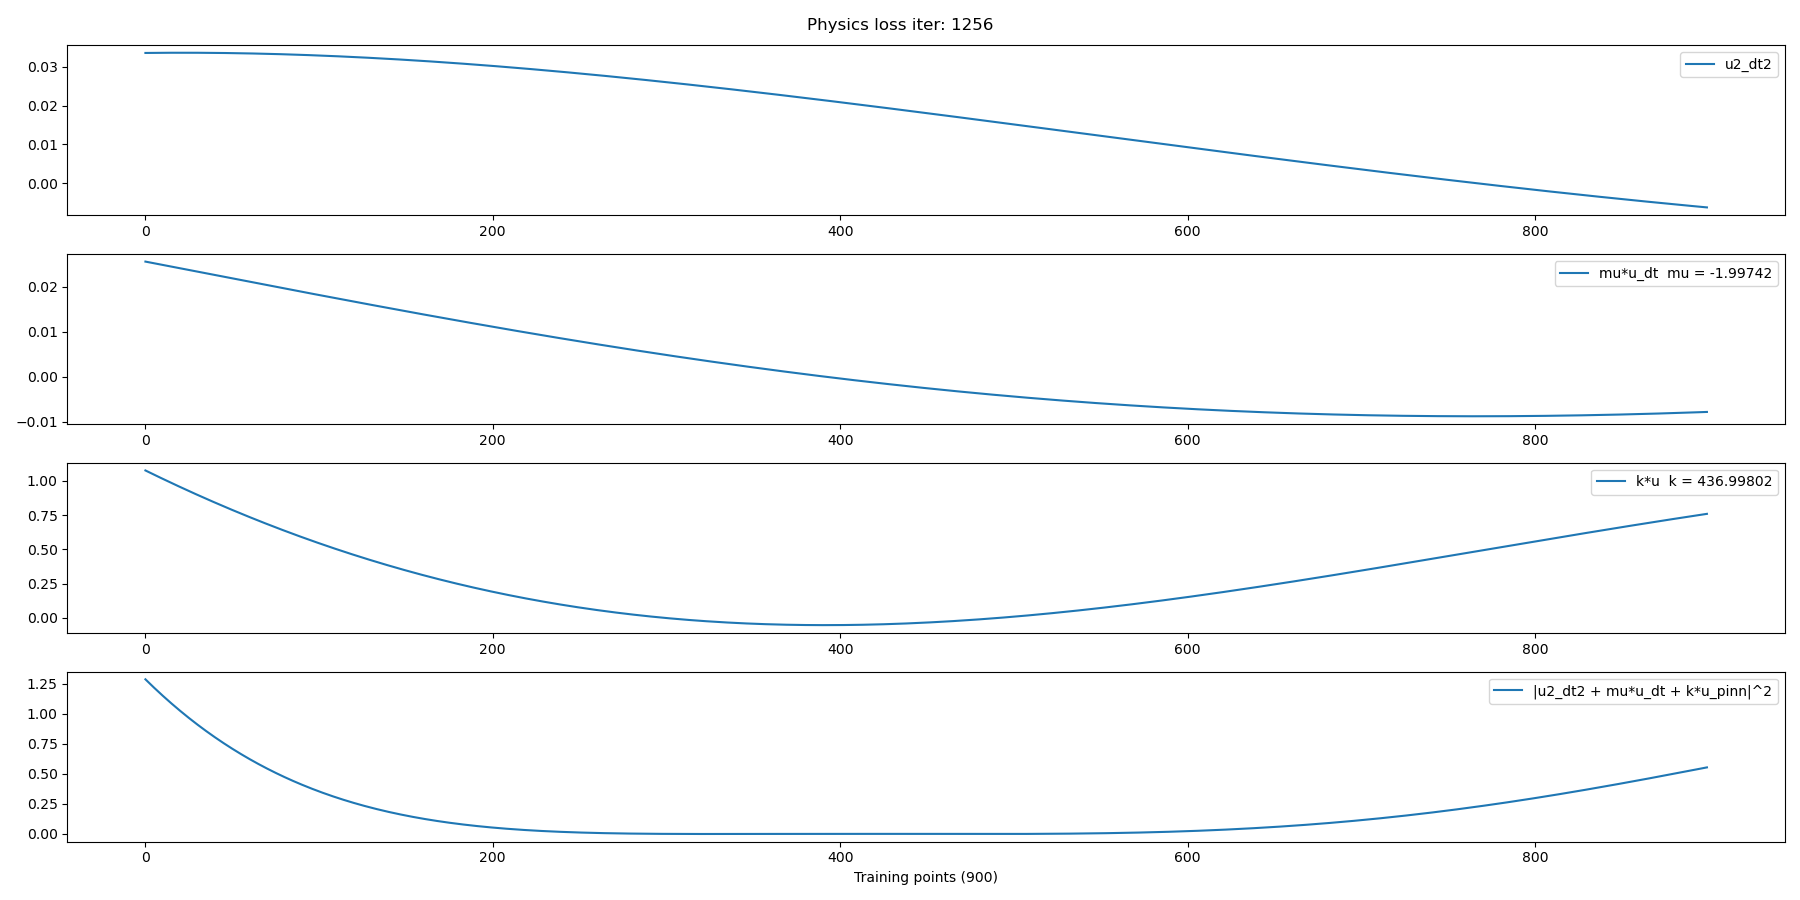 Physics loss iter: 1256
0.03
0.02
0.01
0.00
u2_dt2
0 200 400 600 800
0.02
0.01
0.00
−0.01
mu*u_dt  mu = -1.99742
0 200 400 600 800
1.00
0.75
0.50
0.25
0.00
k*u  k = 436.99802
0 200 400 600 800
1.25
1.00
0.75
0.50
0.25
0.00
|u2_dt2 + mu*u_dt + k*u_pinn|^2
0 200 400 600 800
Training points (900)